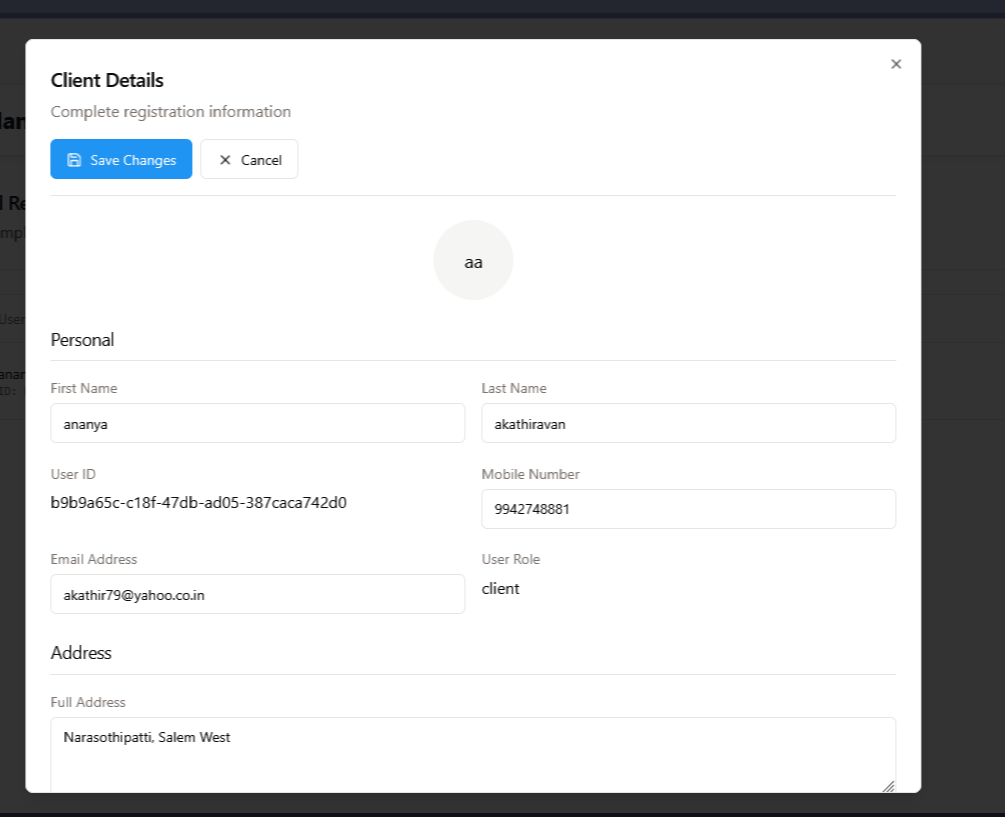 Client Details
Complete registration information
Save Changes
Cancel
aa
Personal
First Name
Last Name
ananya
akathiravan
User ID
Mobile Number
b9b9a65c-c18f-47db-ad05-387caca742d0
9942748881
Email Address
User Role
akathir79@yahoo.co.in
client
Address
Full Address
Narasothipatti, Salem West
User
ID: